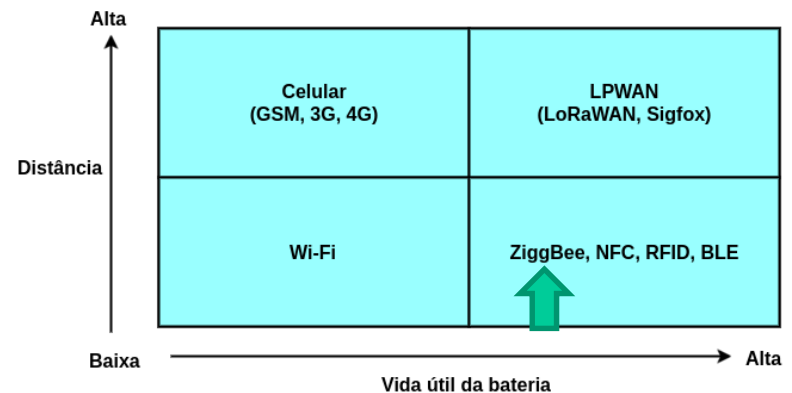 Alta
Celular
(GSM, 3G, 4G)
LPWAN
(LoRaWAN, Sigfox)
Distância
Wi-Fi
ZiggBee, NFC, RFID, BLE
Baixa
Alta
Vida útil da bateria